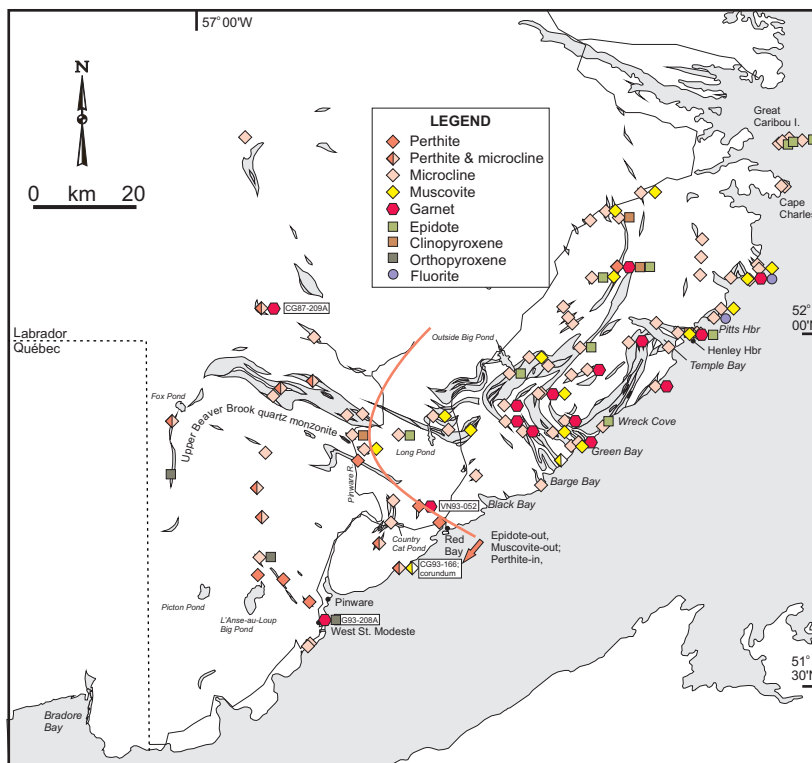 57° 00'W
N
0 km 20
LEGEND
Perthite
Perthite & microcline
Microcline
Muscovite
Garnet
Epidote
Clinopyroxene
Orthopyroxene
Fluorite
Great
Caribou I.
Cape
Charles
CG87-209A
52°
00'N
Labrador
Québec
Outside Big Pond
Pitts Hbr
Henley Hbr
Temple Bay
Fox Pond
Upper Beaver Brook quartz monzonite
Wreck Cove
Long Pond
Green Bay
Pinware R.
Barge Bay
VN93-052
Black Bay
Country
Cat Pond
Red
Bay
Epidote-out,
Muscovite-out;
Perthite-in,
CG93-166;
corundum
Picton Pond
L'Anse-au-Loup
Big Pond
Pinware
G93-208A
West St. Modeste
51°
30'N
Bradore
Bay